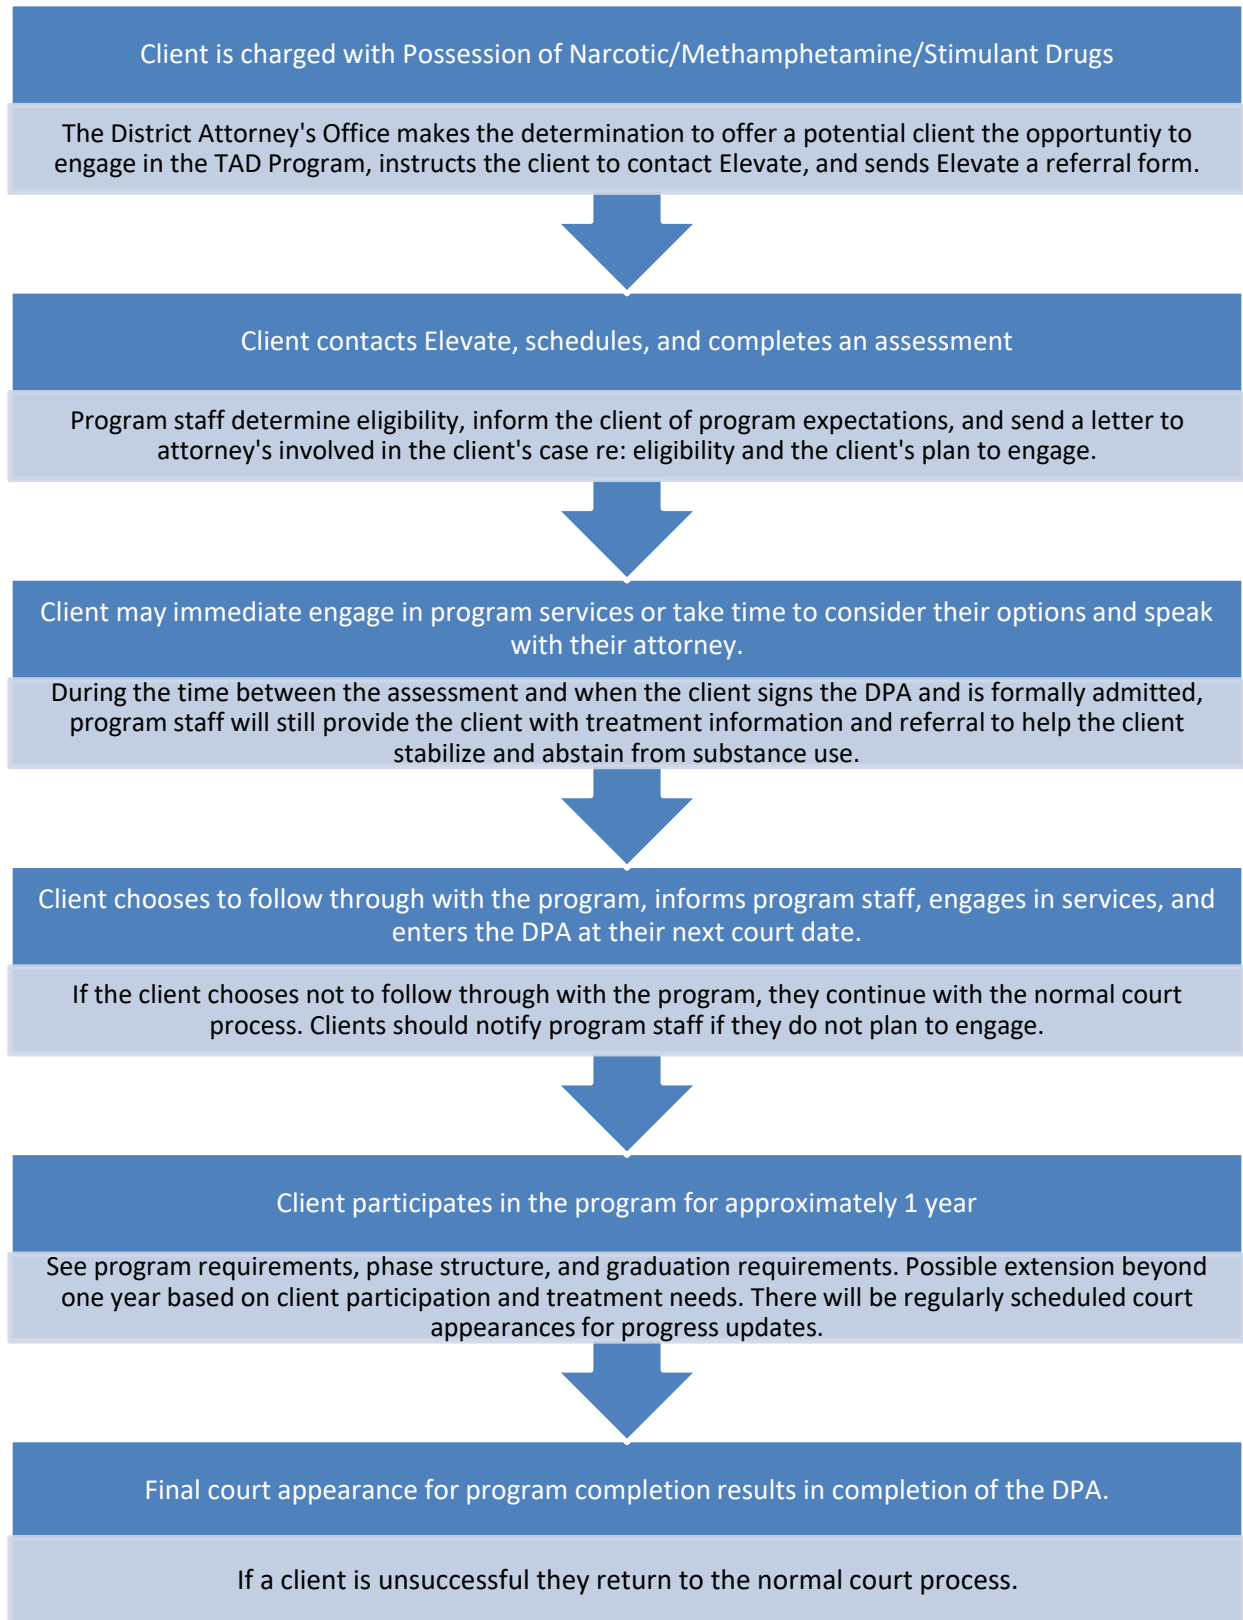 Client is charged with Possession of Narcotic/Methamphetamine/Stimulant Drugs
The District Attorney's Office makes the determination to offer a potential client the opportuntiy to
engage in the TAD Program, instructs the client to contact Elevate, and sends Elevate a referral form.
Client contacts Elevate, schedules, and completes an assessment
Program staff determine eligibility, inform the client of program expectations, and send a letter to
attorney's involved in the client's case re: eligibility and the client's plan to engage.
Client may immediate engage in program services or take time to consider their options and speak
with their attorney.
During the time between the assessment and when the client signs the DPA and is formally admitted,
program staff will still provide the client with treatment information and referral to help the client
stabilize and abstain from substance use.
Client chooses to follow through with the program, informs program staff, engages in services, and
enters the DPA at their next court date.
If the client chooses not to follow through with the program, they continue with the normal court
process. Clients should notify program staff if they do not plan to engage.
Client participates in the program for approximately 1 year
See program requirements, phase structure, and graduation requirements. Possible extension beyond
one year based on client participation and treatment needs. There will be regularly scheduled court
appearances for progress updates.
Final court appearance for program completion results in completion of the DPA.
If a client is unsuccessful they return to the normal court process.